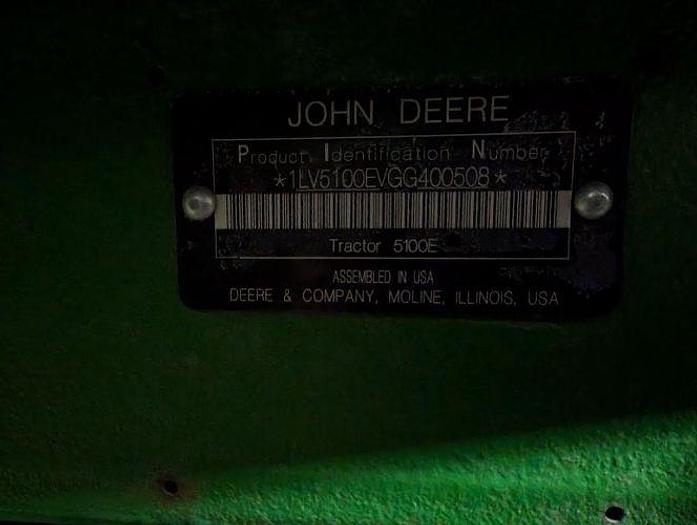 JOHN DEERE
Product Identification Number
*1LV5100EVGG400508*
Tractor 5100E
ASSEMBLED IN USA
DEERE & COMPANY, MOLINE, ILLINOIS, USA